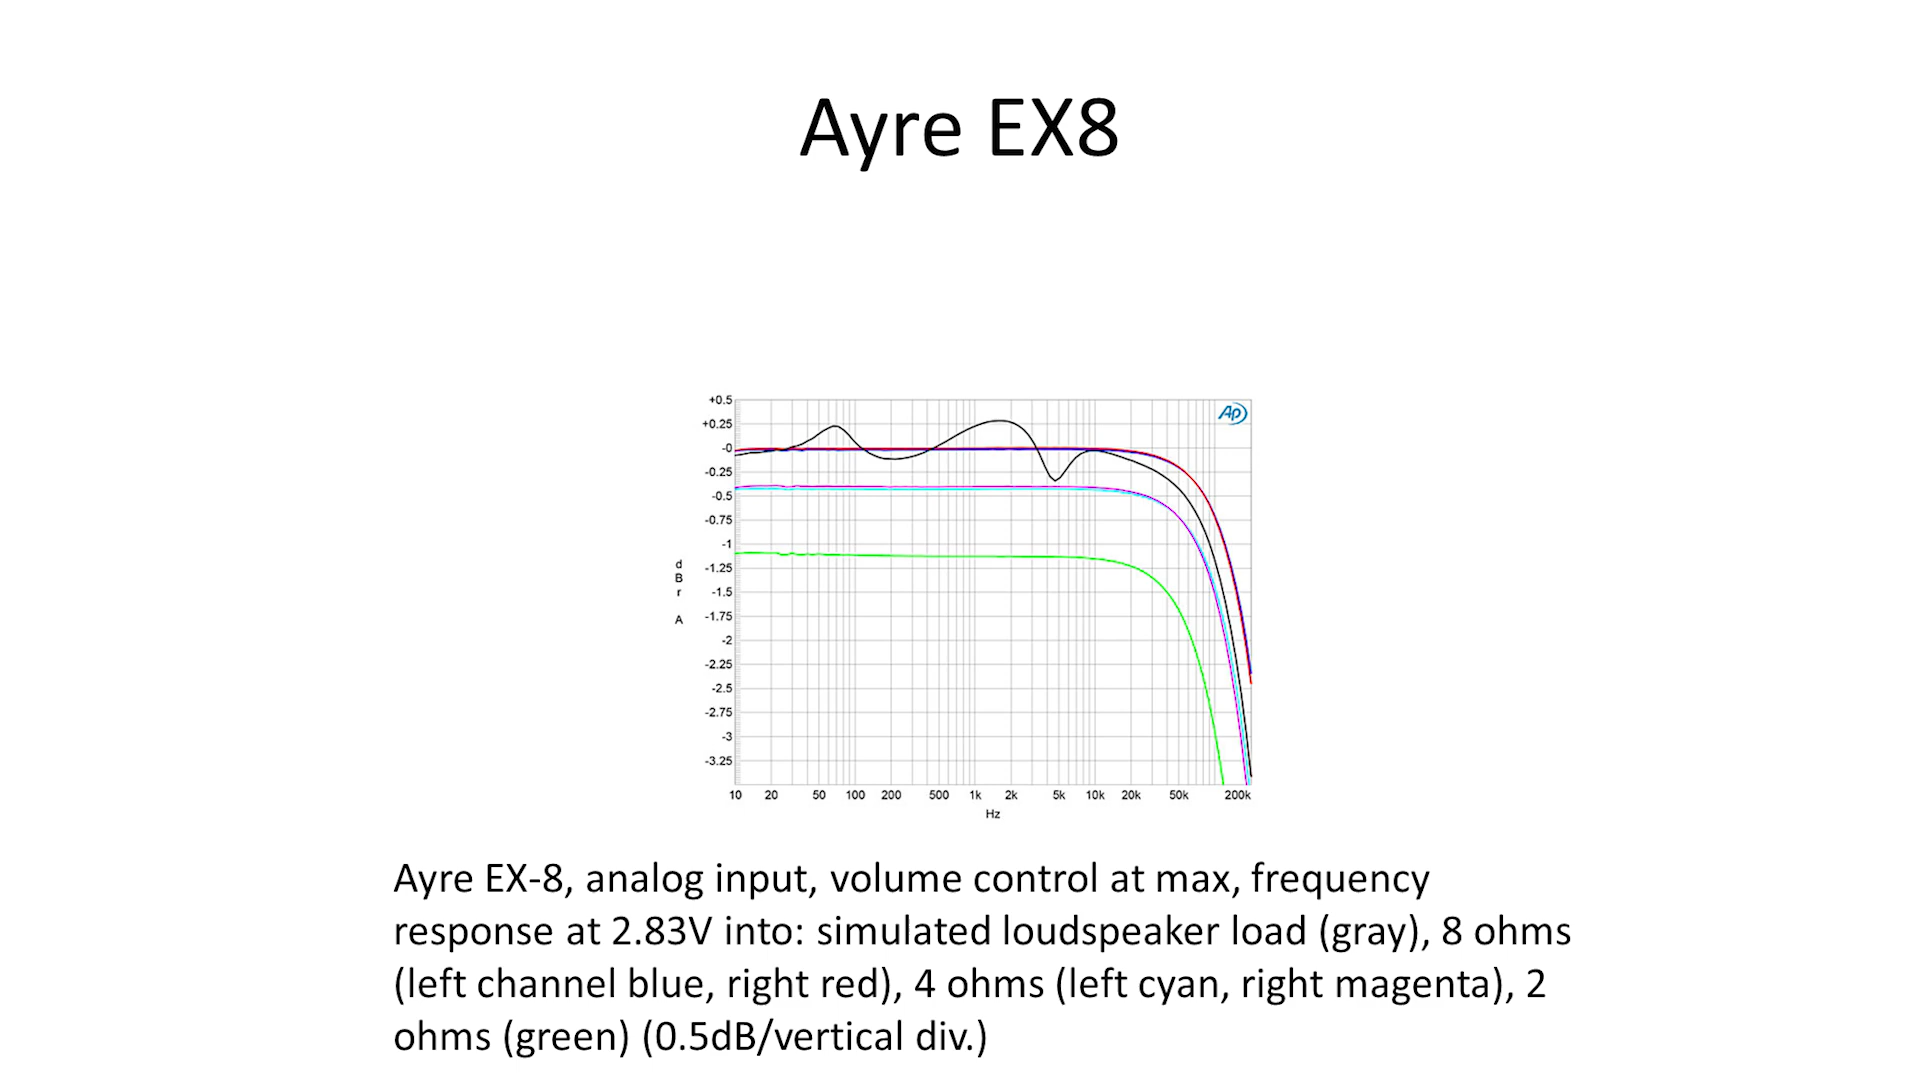 Ayre EX8
+0.5
+0.25
-0
-0.25
-0.5
-0.75
-1
-1.25
-1.5
-1.75
-2
-2.25
-2.5
-2.75
-3
-3.25
d
B
r
A
Ap
10 20 50 100 200 500 1k 2k 5k 10k 20k 50k 200k
Hz
Ayre EX-8, analog input, volume control at max, frequency
response at 2.83V into: simulated loudspeaker load (gray), 8 ohms
(left channel blue, right red), 4 ohms (left cyan, right magenta), 2
ohms (green) (0.5dB/vertical div.)